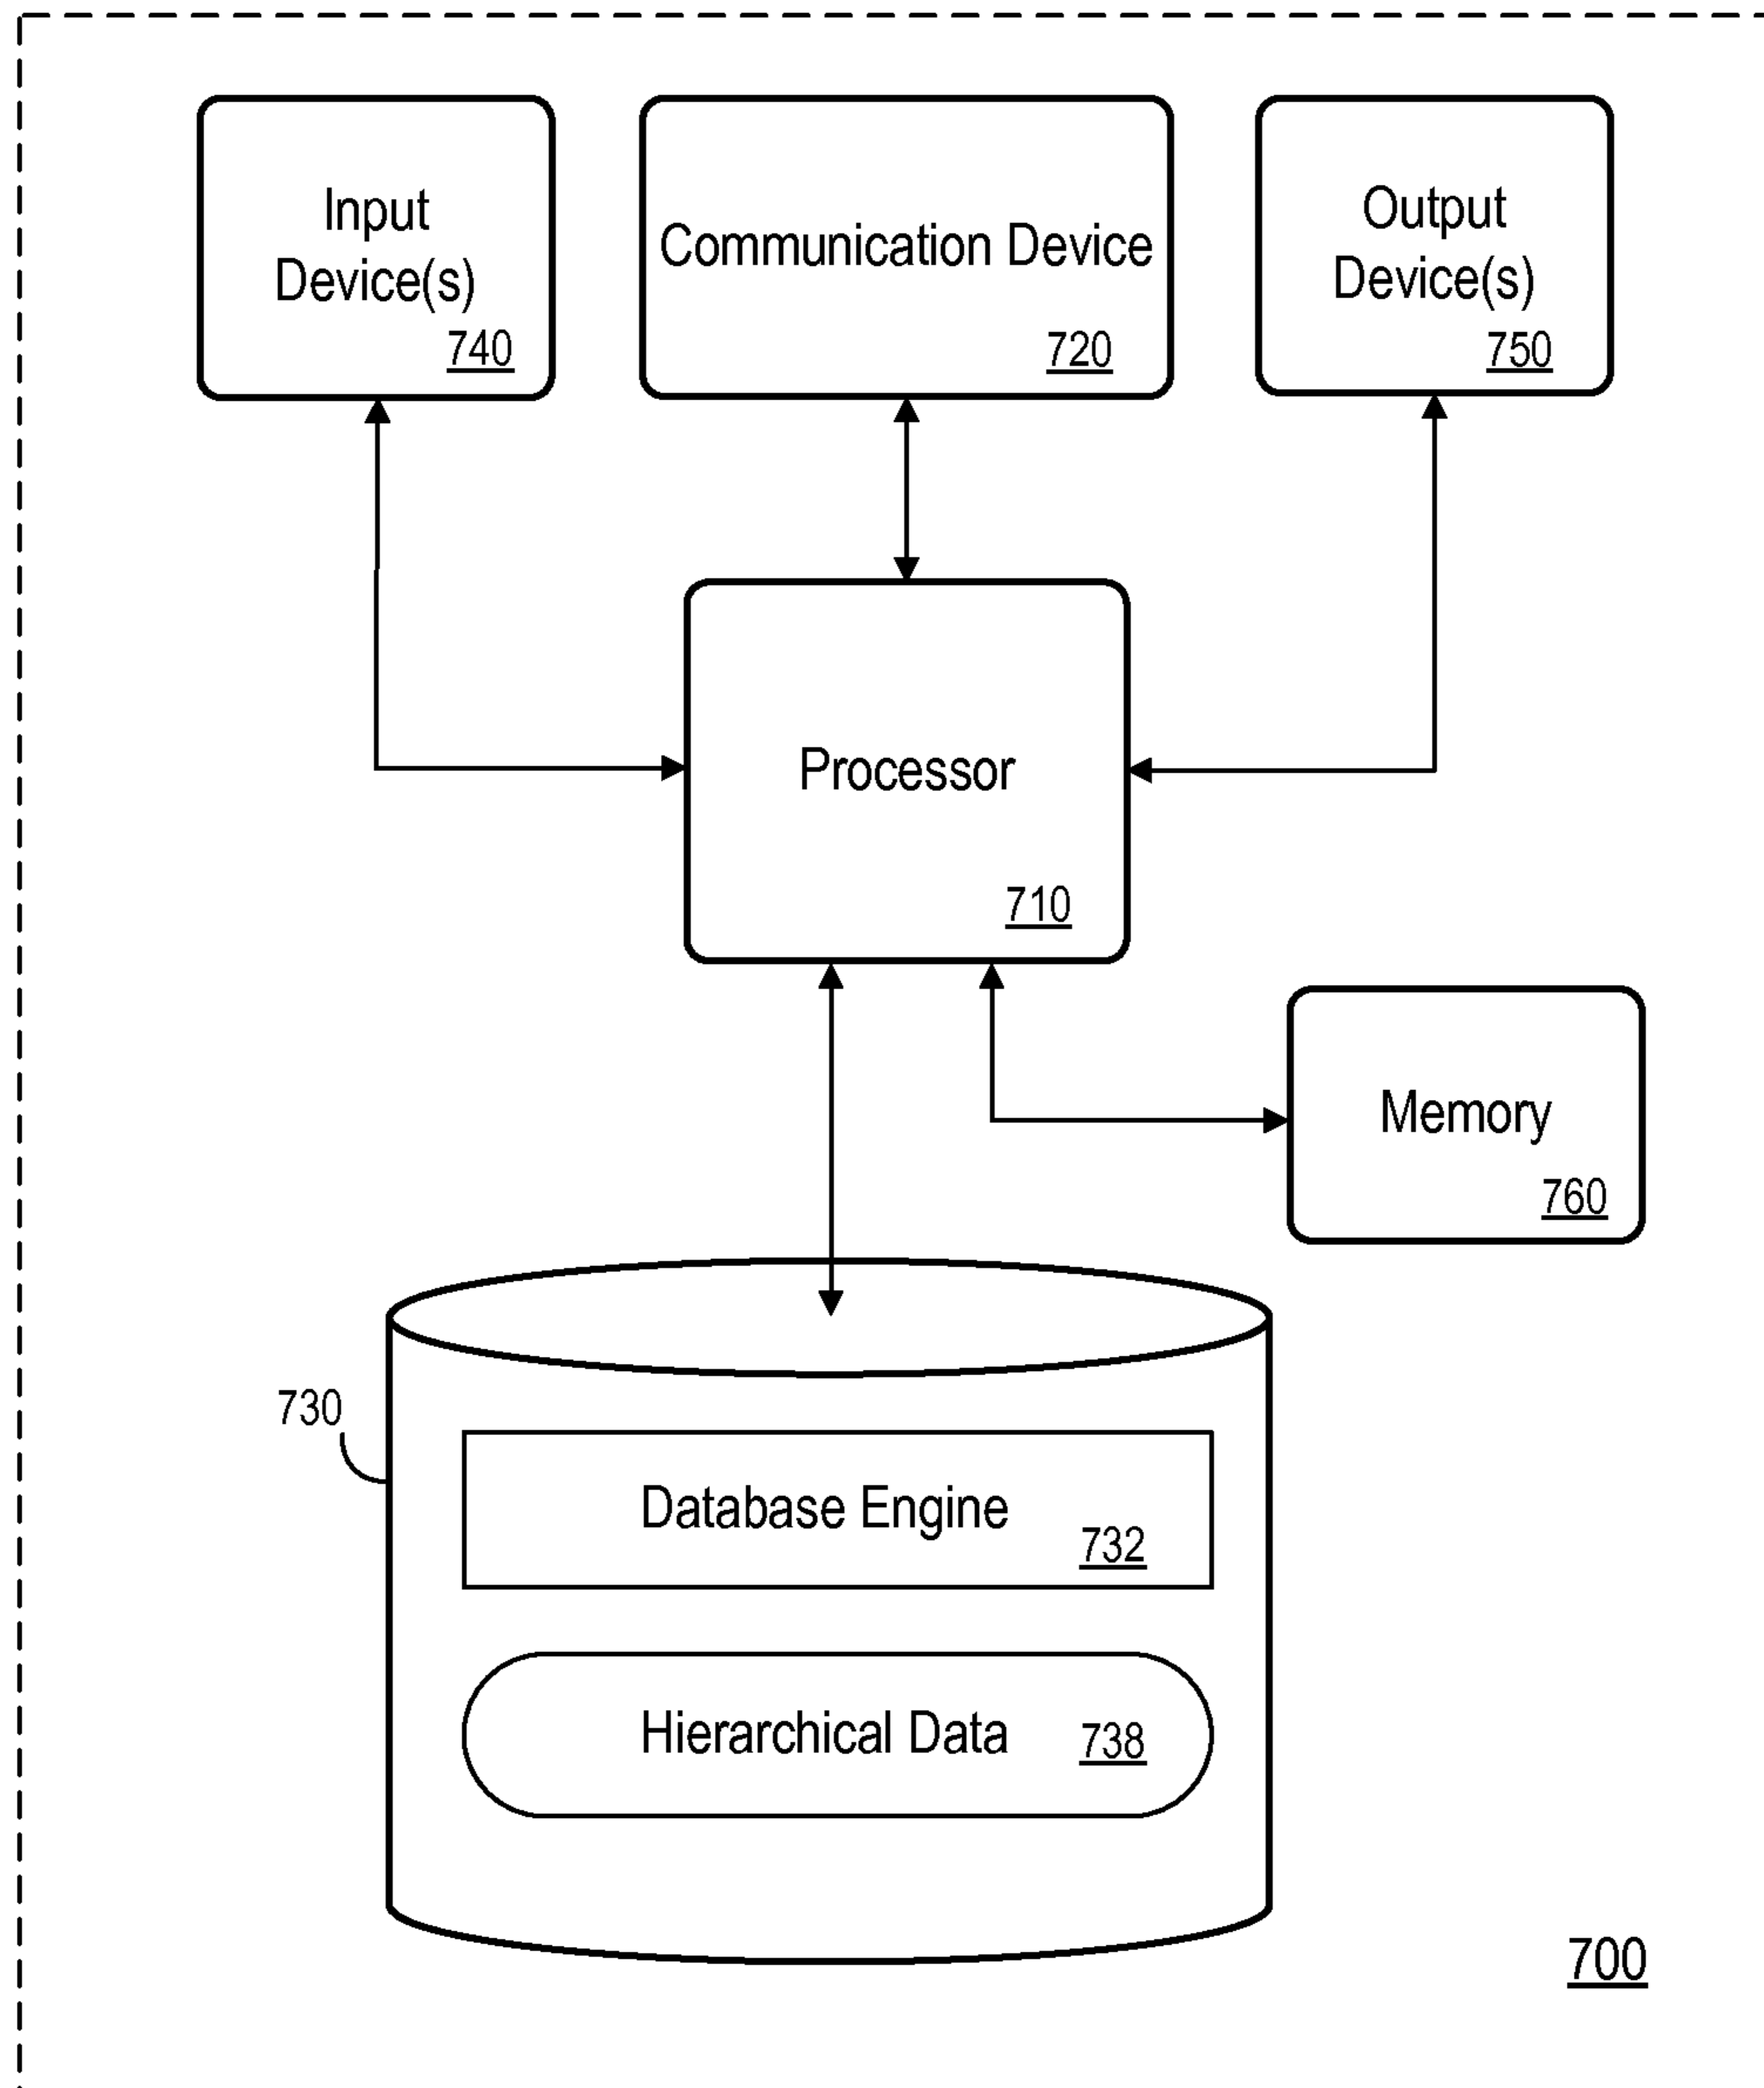 Input
Device(s)
740
Communication Device
720
Output
Device(s)
750
Processor
710
Memory
760
730
Database Engine
732
Hierarchical Data
738
700